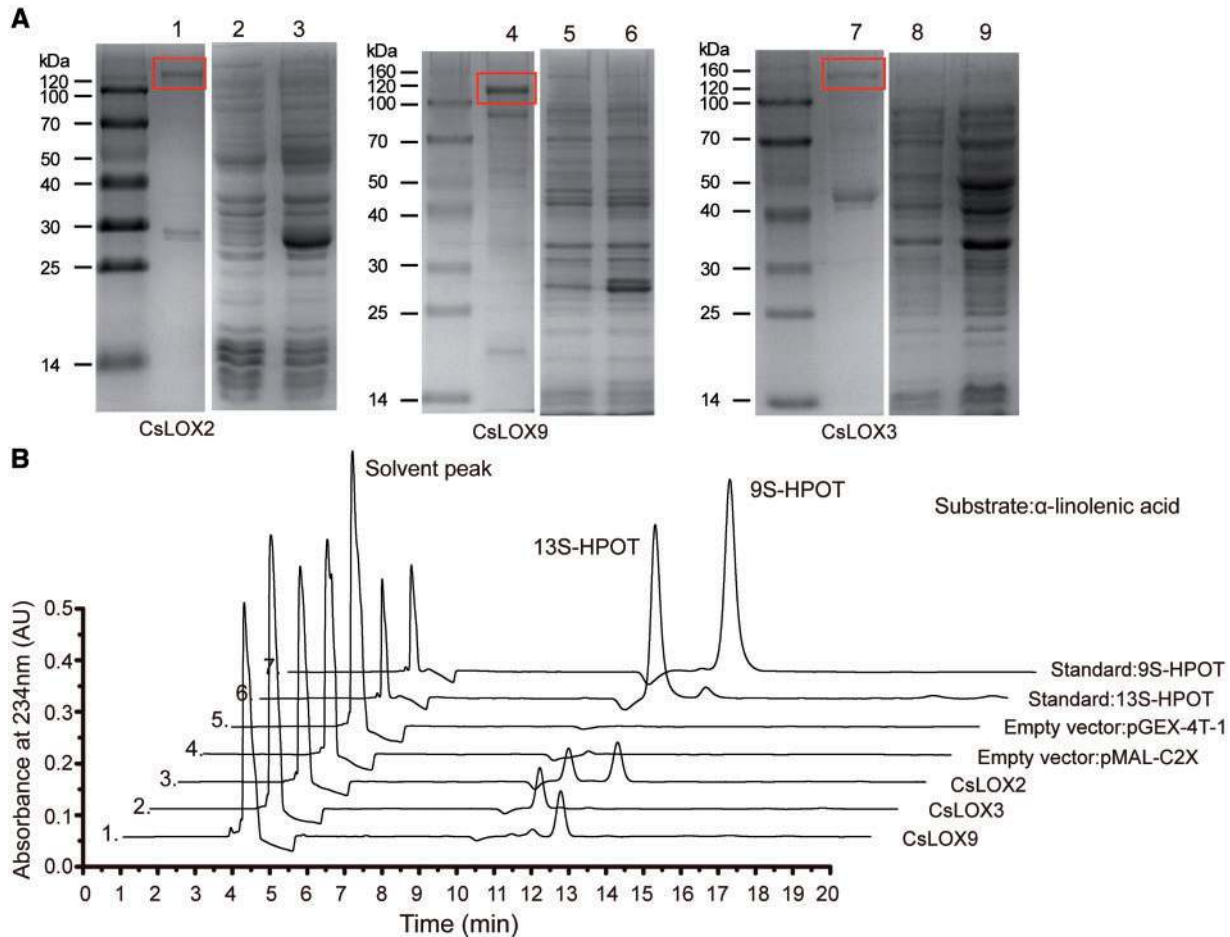 A
1 2 3
kDa
120
100
70
50
40
30
25
14
CsLOX2
4 5 6
kDa
160
120
100
70
50
40
30
25
14
CsLOX9
7 8 9
kDa
160
120
100
70
50
40
30
25
14
CsLOX3
B
Solvent peak
13S-HPOT
9S-HPOT
Substrate:α-linolenic acid
Absorbance at 234nm (AU)
0.5
0.4
0.3
0.2
0.1
0.0
7. Standard:9S-HPOT
6. Standard:13S-HPOT
5. Empty vector:pGEX-4T-1
4. Empty vector:pMAL-C2X
3. CsLOX2
2. CsLOX3
1. CsLOX9
0 1 2 3 4 5 6 7 8 9 10 11 12 13 14 15 16 17 18 19 20
Time (min)